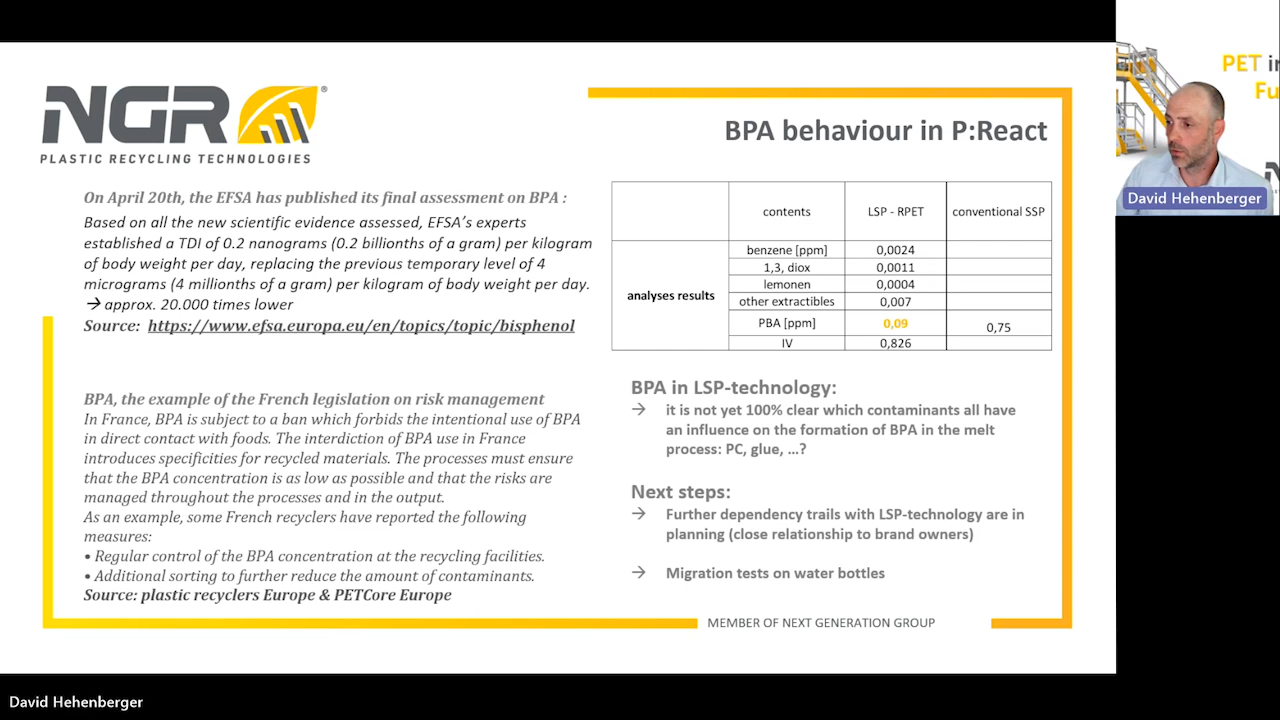 NGR
®
PLASTIC RECYCLING TECHNOLOGIES
BPA behaviour in P:React
On April 20th, the EFSA has published its final assessment on BPA :
Based on all the new scientific evidence assessed, EFSA's experts
established a TDI of 0.2 nanograms (0.2 billionths of a gram) per kilogram
of body weight per day, replacing the previous temporary level of 4
micrograms (4 millionths of a gram) per kilogram of body weight per day.
→ approx. 20.000 times lower
Source: https://www.efsa.europa.eu/en/topics/topic/bisphenol
BPA, the example of the French legislation on risk management
In France, BPA is subject to a ban which forbids the intentional use of BPA
in direct contact with foods. The interdiction of BPA use in France
introduces specificities for recycled materials. The processes must ensure
that the BPA concentration is as low as possible and that the risks are
managed throughout the processes and in the output.
As an example, some French recyclers have reported the following
measures:
• Regular control of the BPA concentration at the recycling facilities.
• Additional sorting to further reduce the amount of contaminants.
Source: plastic recyclers Europe & PETCore Europe
contents LSP - RPET conventional SSP
analyses results
benzene [ppm] 0,0024
1,3, diox 0,0011
lemonen 0,0004
other extractibles 0,007
PBA [ppm] 0,09 0,75
IV 0,826
BPA in LSP-technology:
→ it is not yet 100% clear which contaminants all have
an influence on the formation of BPA in the melt
process: PC, glue, ...?
Next steps:
→ Further dependency trails with LSP-technology are in
planning (close relationship to brand owners)
→ Migration tests on water bottles
MEMBER OF NEXT GENERATION GROUP
PET in
Fu
David Hehenberger
David Hehenberger